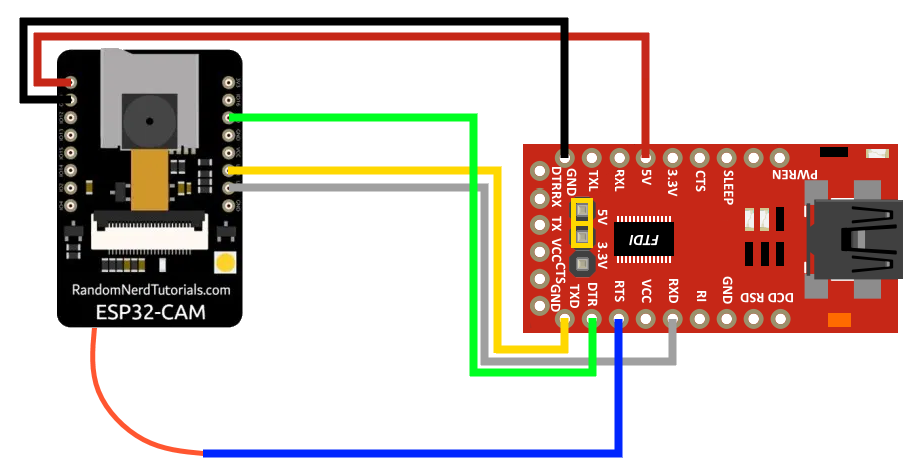 RandomNerdTutorials.com
ESP32-CAM
GND
TXL
RXL
5V
3.3V
CTS
SLEEP
PWREN
DTR
RX
TX
VCC
CTS
GND
5V
3.3V
FTDI
TXD
DTR
RTS
VCC
RXD
RI
GND
RSD
DCD